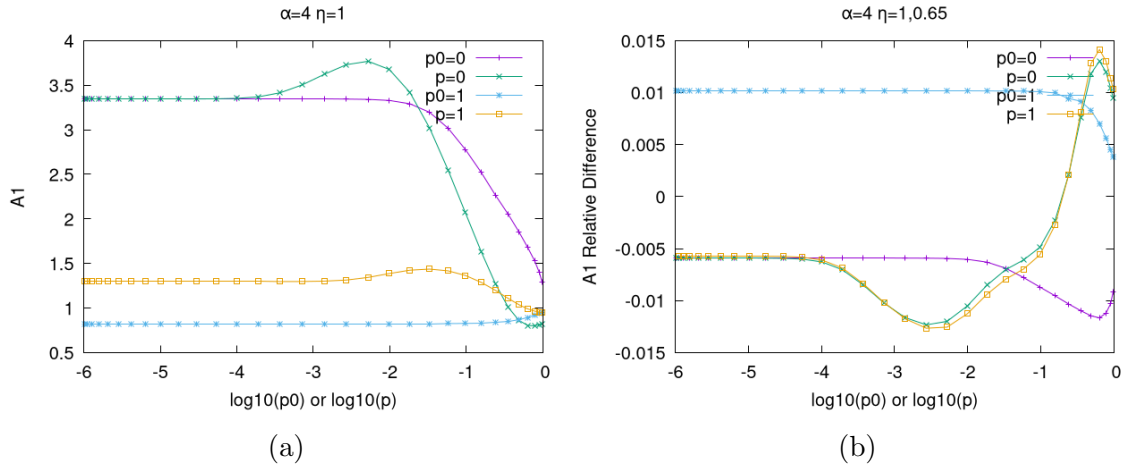 α=4 η=1
A1
4
3.5
3
2.5
2
1.5
1
0.5
p0=0
p=0
p0=1
p=1
-6 -5 -4 -3 -2 -1 0
log10(p0) or log10(p)
(a)
α=4 η=1,0.65
A1 Relative Difference
0.015
0.01
0.005
0
-0.005
-0.01
-0.015
p0=0
p=0
p0=1
p=1
-6 -5 -4 -3 -2 -1 0
log10(p0) or log10(p)
(b)